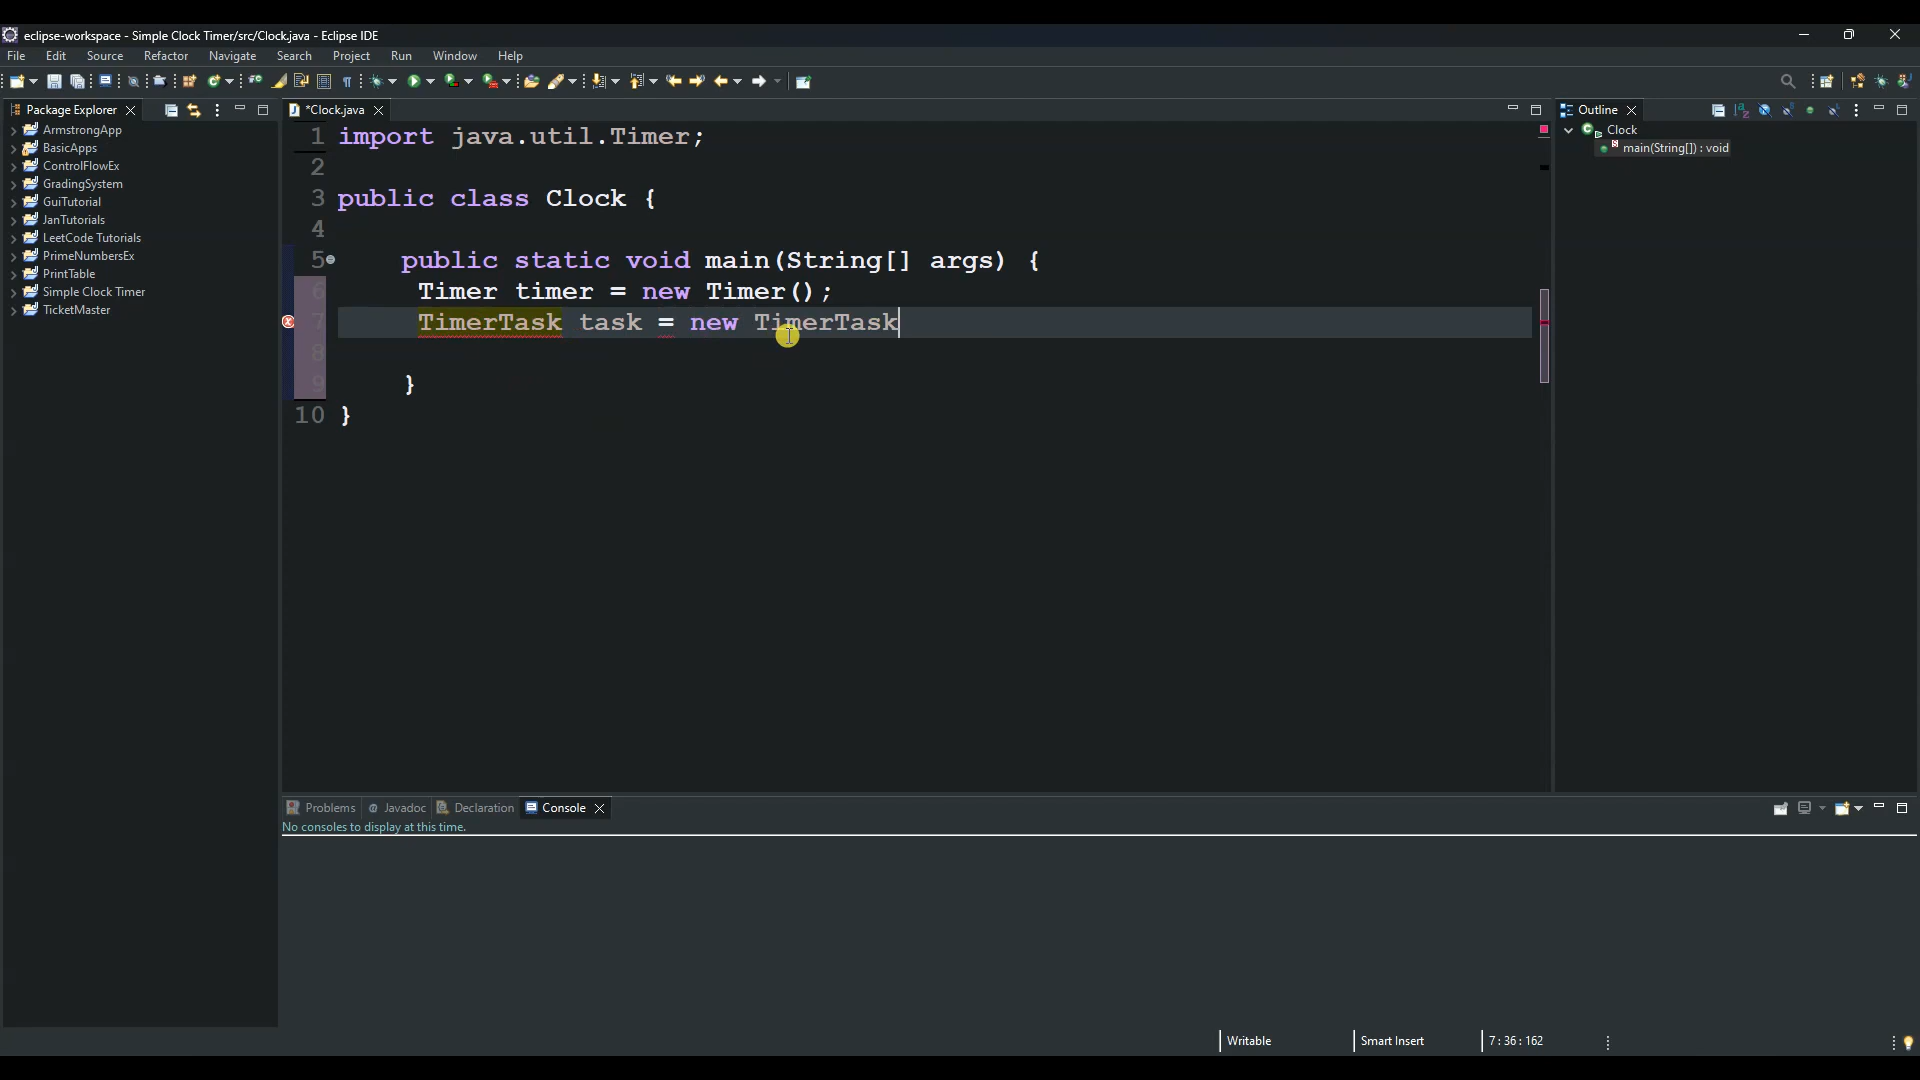 eclipse-workspace - Simple Clock Timer/src/Clock.java - Eclipse IDE
File Edit Source Refactor Navigate Search Project Run Window Help
Package Explorer
ArmstrongApp
BasicApps
ControlFlowEx
GradingSystem
GuiTutorial
JanTutorials
LeetCode Tutorials
PrimeNumbersEx
PrintTable
Simple Clock Timer
TicketMaster
*Clock.java
1 import java.util.Timer;
2
3 public class Clock {
4
5 public static void main(String[] args) {
6 Timer timer = new Timer();
7 TimerTask task = new TimerTask
8
9 }
10 }
Outline
Clock
main(String[]) : void
Problems Javadoc Declaration Console
No consoles to display at this time.
Writable Smart Insert 7 : 36 : 162